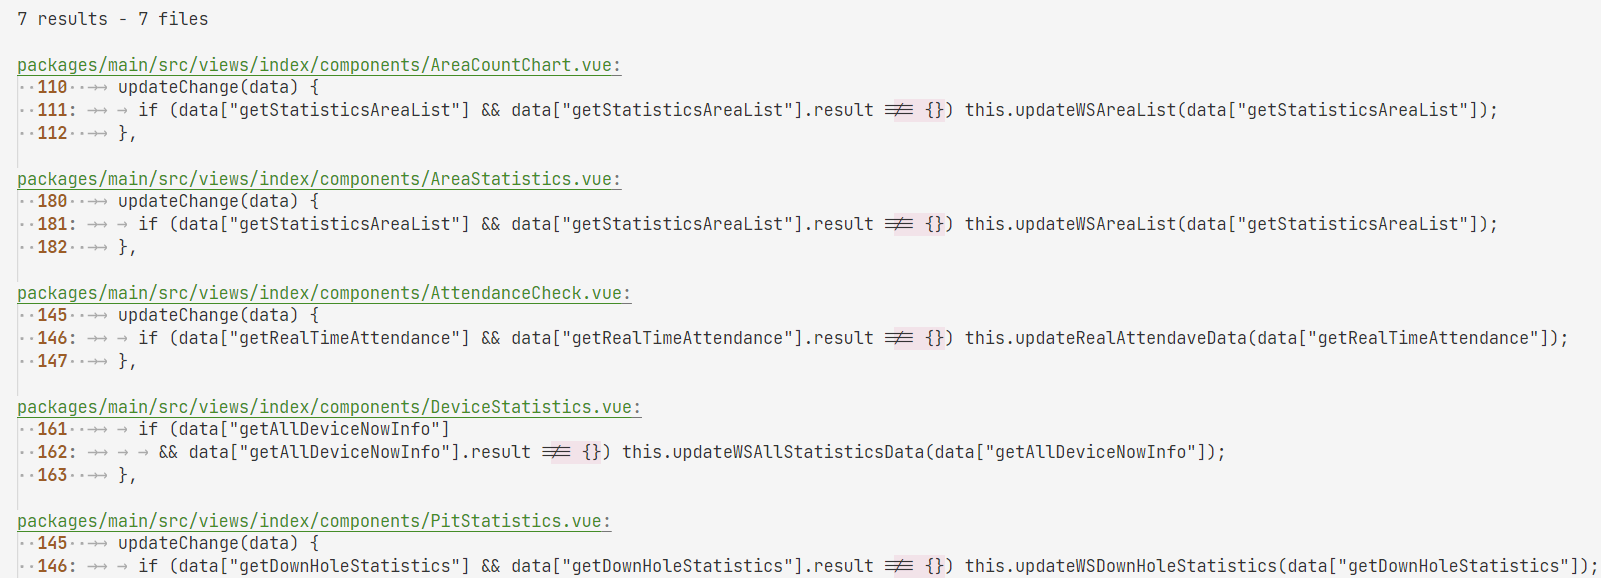 7 results - 7 files
packages/main/src/views/index/components/AreaCountChart.vue:
110 updateChange(data) {
111: if (data["getStatisticsAreaList"] && data["getStatisticsAreaList"].result !== {}) this.updateWSAreaList(data["getStatisticsAreaList"]);
112 },
packages/main/src/views/index/components/AreaStatistics.vue:
180 updateChange(data) {
181: if (data["getStatisticsAreaList"] && data["getStatisticsAreaList"].result !== {}) this.updateWSAreaList(data["getStatisticsAreaList"]);
182 },
packages/main/src/views/index/components/AttendanceCheck.vue:
145 updateChange(data) {
146: if (data["getRealTimeAttendance"] && data["getRealTimeAttendance"].result !== {}) this.updateRealAttendaveData(data["getRealTimeAttendance"]);
147 },
packages/main/src/views/index/components/DeviceStatistics.vue:
161 if (data["getAllDeviceNowInfo"]
162: && data["getAllDeviceNowInfo"].result !== {}) this.updateWSAllStatisticsData(data["getAllDeviceNowInfo"]);
163 },
packages/main/src/views/index/components/PitStatistics.vue:
145 updateChange(data) {
146: if (data["getDownHoleStatistics"] && data["getDownHoleStatistics"].result !== {}) this.updateWSDownHoleStatistics(data["getDownHoleStatistics"]);